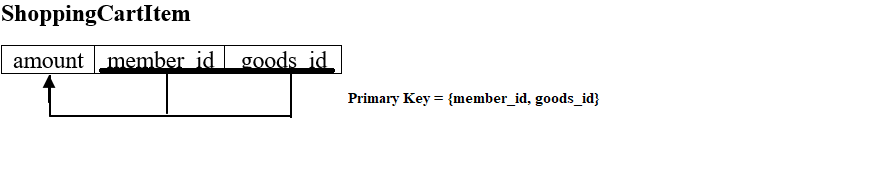 ShoppingCartItem
amount member_id goods_id
Primary Key = {member_id, goods_id}